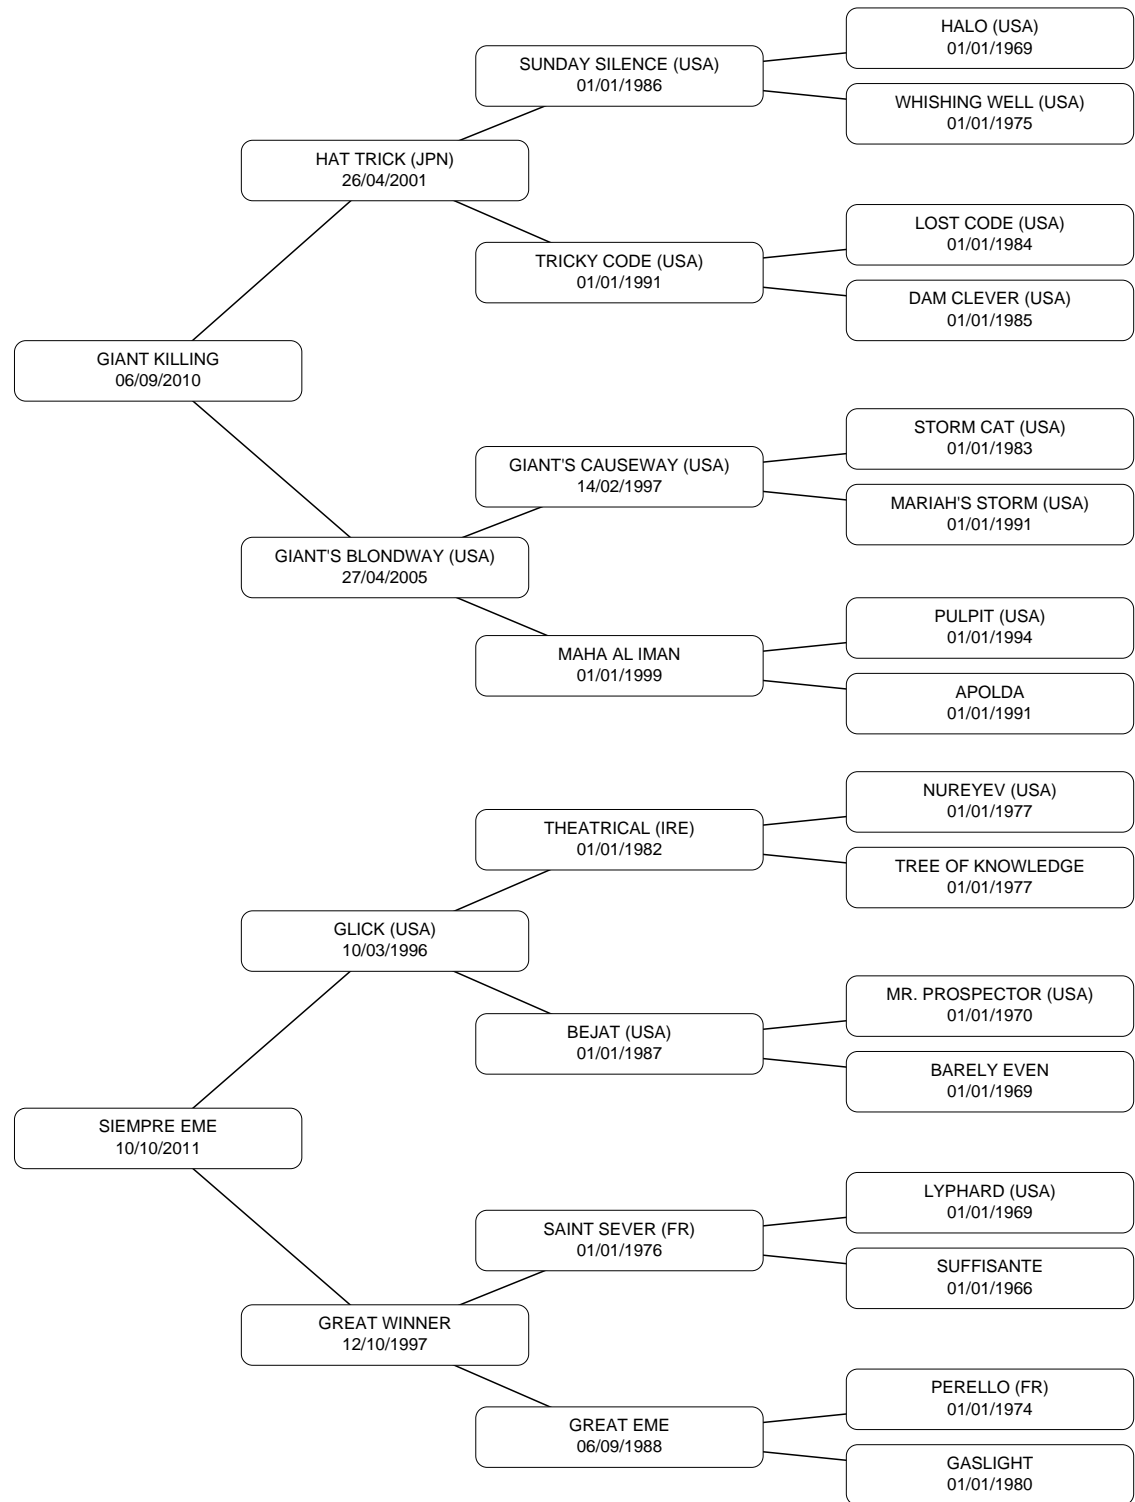 HALO (USA)
01/01/1969
SUNDAY SILENCE (USA)
01/01/1986
WHISHING WELL (USA)
01/01/1975
HAT TRICK (JPN)
26/04/2001
LOST CODE (USA)
01/01/1984
TRICKY CODE (USA)
01/01/1991
DAM CLEVER (USA)
01/01/1985
GIANT KILLING
06/09/2010
STORM CAT (USA)
01/01/1983
GIANT'S CAUSEWAY (USA)
14/02/1997
MARIAH'S STORM (USA)
01/01/1991
GIANT'S BLONDWAY (USA)
27/04/2005
PULPIT (USA)
01/01/1994
MAHA AL IMAN
01/01/1999
APOLDA
01/01/1991
NUREYEV (USA)
01/01/1977
THEATRICAL (IRE)
01/01/1982
TREE OF KNOWLEDGE
01/01/1977
GLICK (USA)
10/03/1996
MR. PROSPECTOR (USA)
01/01/1970
BEJAT (USA)
01/01/1987
BARELY EVEN
01/01/1969
SIEMPRE EME
10/10/2011
LYPHARD (USA)
01/01/1969
SAINT SEVER (FR)
01/01/1976
SUFFISANTE
01/01/1966
GREAT WINNER
12/10/1997
PERELLO (FR)
01/01/1974
GREAT EME
06/09/1988
GASLIGHT
01/01/1980